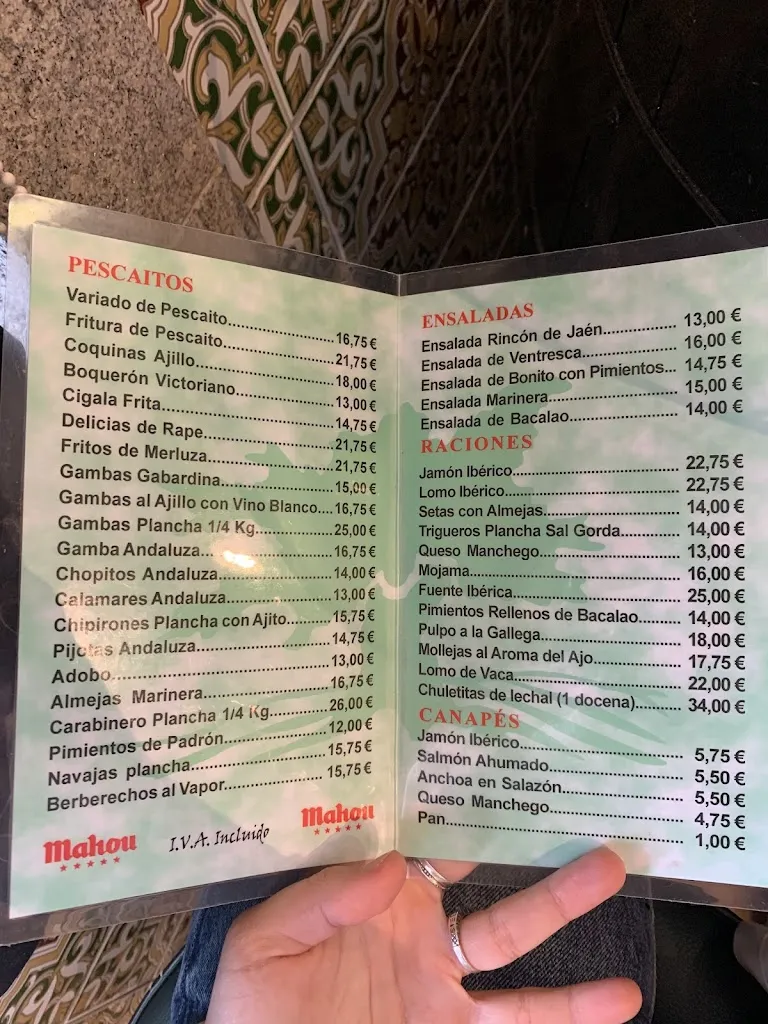 PESCAITOS
Variado de Pescaito........................16,75 €
Fritura de Pescaito........................21,75 €
Coquinas Ajillo........................18,00 €
Boquerón Victoriano........................13,00 €
Cigala Frita........................14,75 €
Delicias de Rape........................21,75 €
Fritos de Merluza........................21,75 €
Gambas Gabardina........................15,00 €
Gambas al Ajillo con Vino Blanco....16,75 €
Gambas Plancha 1/4 Kg........................25,00 €
Gamba Andaluza........................16,75 €
Chopitos Andaluza........................14,00 €
Calamares Andaluza........................13,00 €
Chipirones Plancha con Ajito..........15,75 €
Pijotas Andaluza........................14,75 €
Adobo........................13,00 €
Almejas Marinera........................16,75 €
Carabinero Plancha 1/4 Kg..............26,00 €
Pimientos de Padrón........................12,00 €
Navajas plancha........................15,75 €
Berberechos al Vapor........................15,75 €
Mahou I.V.A. Incluido Mahou
ENSALADAS
Ensalada Rincón de Jaén................. 13,00 €
Ensalada de Ventresca..................... 16,00 €
Ensalada de Bonito con Pimientos... 14,75 €
Ensalada Marinera........................ 15,00 €
Ensalada de Bacalao........................ 14,00 €
RACIONES
Jamón Ibérico........................ 22,75 €
Lomo Ibérico........................ 22,75 €
Setas con Almejas........................ 14,00 €
Trigueros Plancha Sal Gorda.............. 14,00 €
Queso Manchego........................ 13,00 €
Mojama........................ 16,00 €
Fuente Ibérica........................ 25,00 €
Pimientos Rellenos de Bacalao......... 14,00 €
Pulpo a la Gallega........................ 18,00 €
Mollejas al Aroma del Ajo................. 17,75 €
Lomo de Vaca........................ 22,00 €
Chuletitas de lechal (1 docena)......... 34,00 €
CANAPÉS
Jamón Ibérico........................ 5,75 €
Salmón Ahumado........................ 5,50 €
Anchoa en Salazón........................ 5,50 €
Queso Manchego........................ 4,75 €
Pan........................ 1,00 €